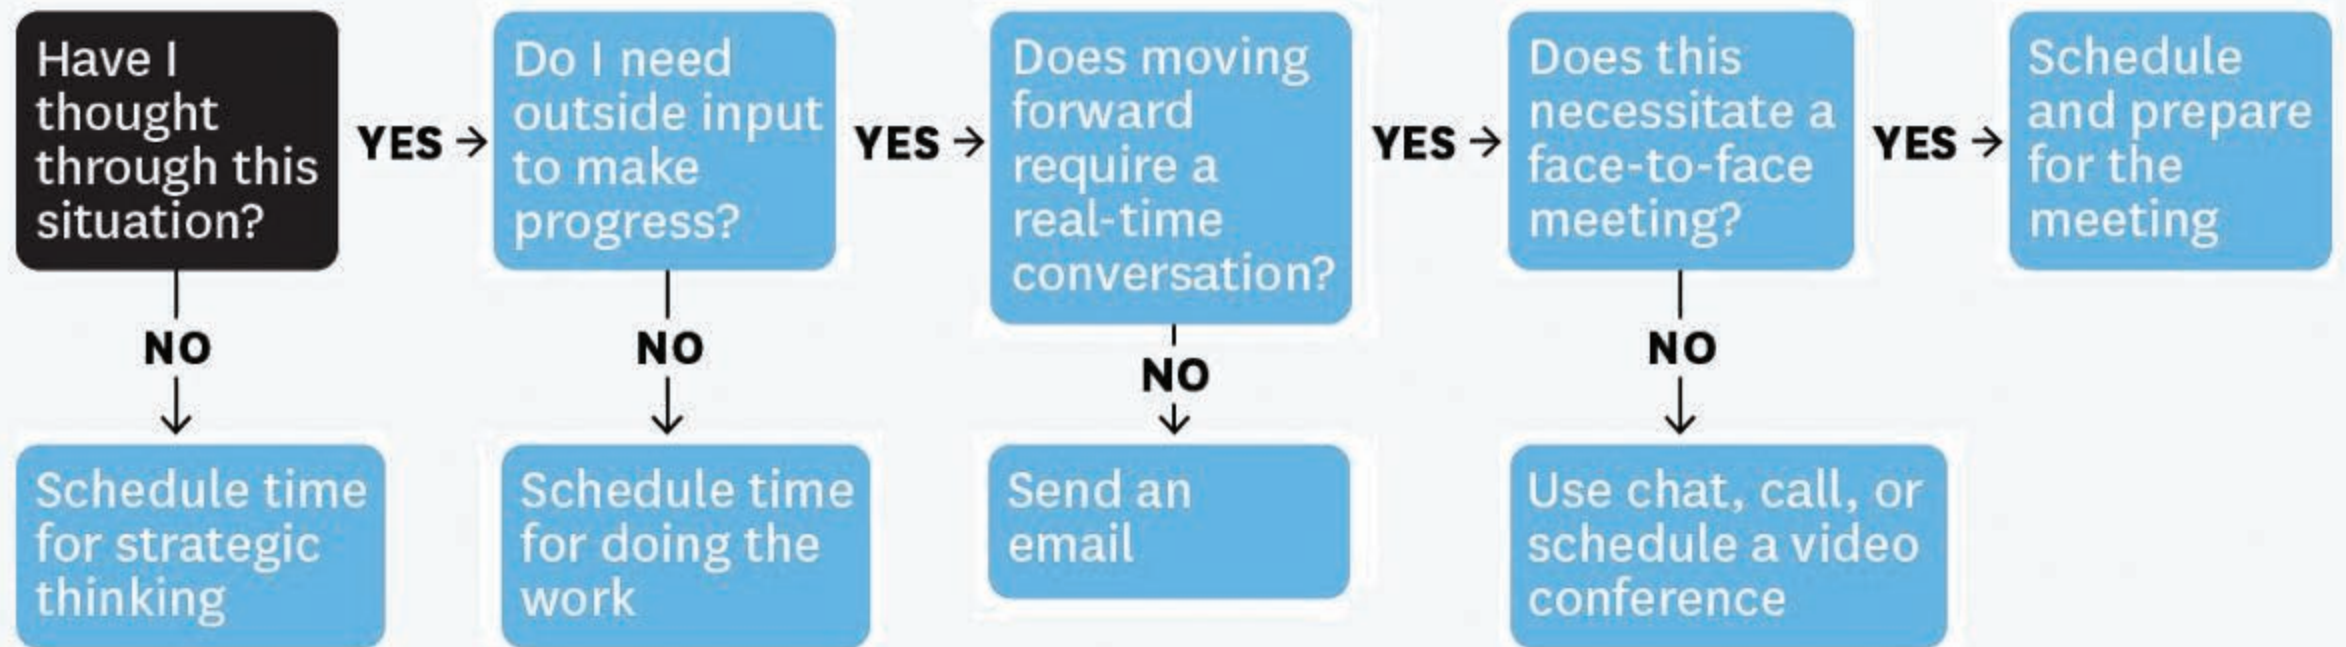 Have I
thought
through this
situation?
YES →
Do I need
outside input
to make
progress?
YES →
Does moving
forward
require a
real-time
conversation?
YES →
Does this
necessitate a
face-to-face
meeting?
YES →
Schedule
and prepare
for the
meeting
NO
NO
NO
NO
Schedule time
for strategic
thinking
Schedule time
for doing the
work
Send an
email
Use chat, call, or
schedule a video
conference